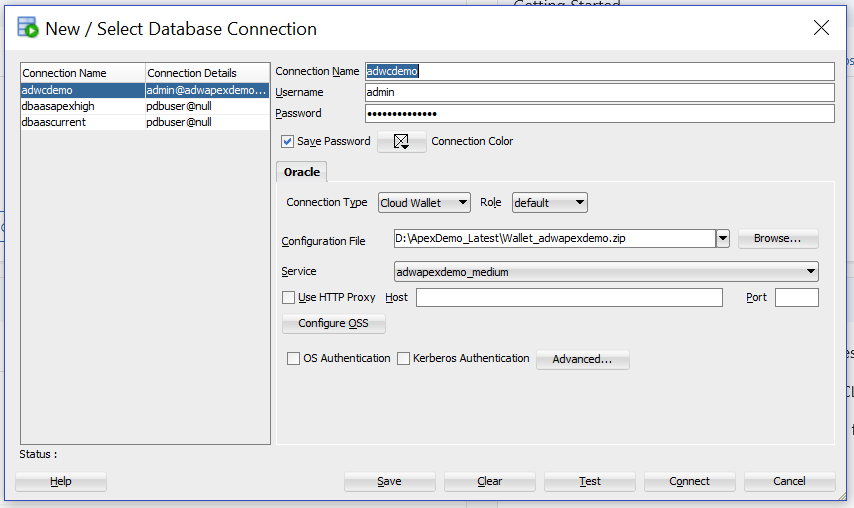 Getting Started
New / Select Database Connection
Connection Name Connection Details
adwcdemo admin@adwapexdemo...
dbaasapexhigh pdbuser@null
dbaascurrent pdbuser@null
Connection Name adwcdemo
Username admin
Password ••••••••••••••
Save Password Connection Color
Oracle
Connection Type Cloud Wallet Role default
Configuration File D:\ApexDemo_Latest\Wallet_adwapexdemo.zip Browse...
Service adwapexdemo_medium
Use HTTP Proxy Host Port
Configure OSS
OS Authentication Kerberos Authentication Advanced...
Status :
Help Save Clear Test Connect Cancel